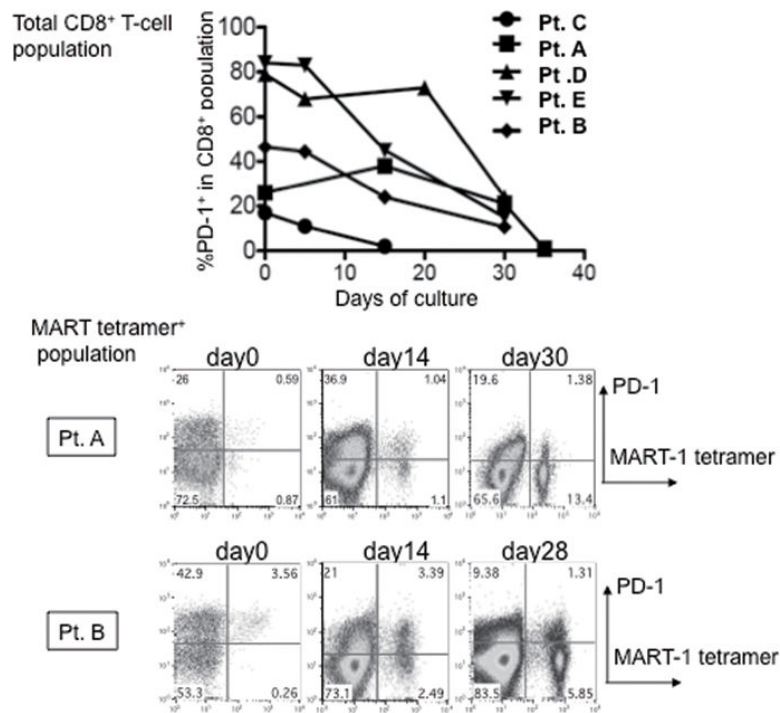 Total CD8⁺ T-cell
population
%PD-1⁺ in CD8⁺ population
100
80
60
40
20
0
0 10 20 30 40
Days of culture
Pt. C
Pt. A
Pt .D
Pt. E
Pt. B
MART tetramer⁺
population
day0 day14 day30
Pt. A
26 0.59
72.5 0.87
36.9 1.04
61 1.1
19.6 1.38
65.6 13.4
PD-1
MART-1 tetramer
day0 day14 day28
Pt. B
42.9 3.56
53.3 0.26
21 3.39
73.1 2.49
9.38 1.31
83.5 5.85
PD-1
MART-1 tetramer